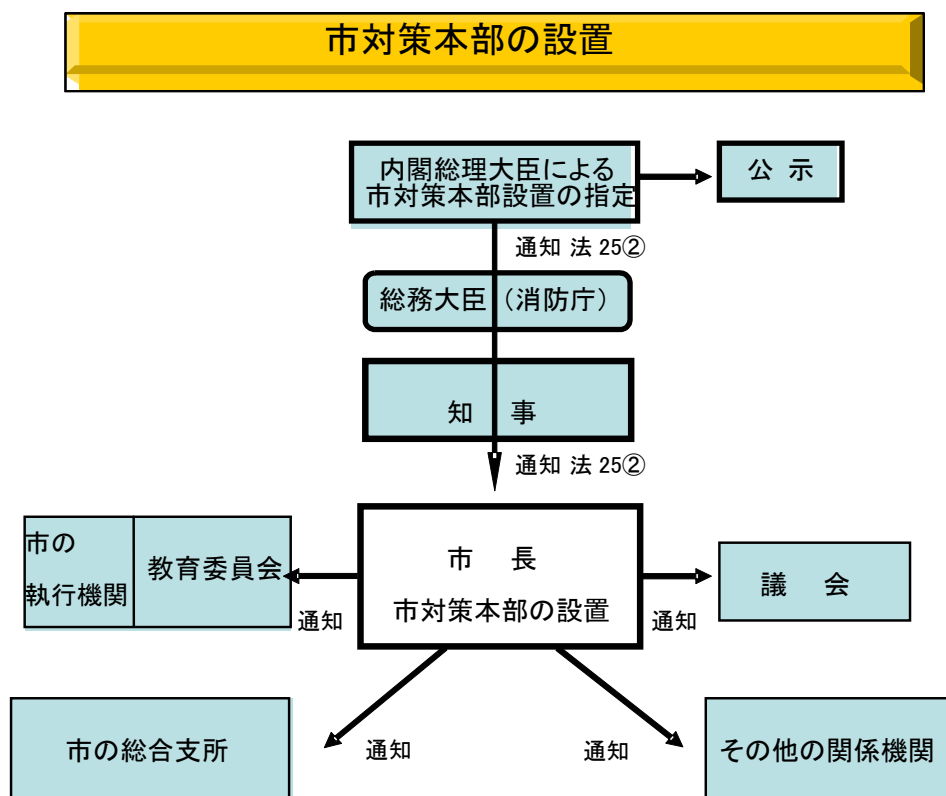 市対策本部の設置
内閣総理大臣による
市対策本部設置の指定
公 示
通知 法 25②
総務大臣（消防庁）
知 事
通知 法 25②
市 長
市対策本部の設置
市の
執行機関
教育委員会
通知
議 会
通知
市の総合支所
通知
通知
その他の関係機関